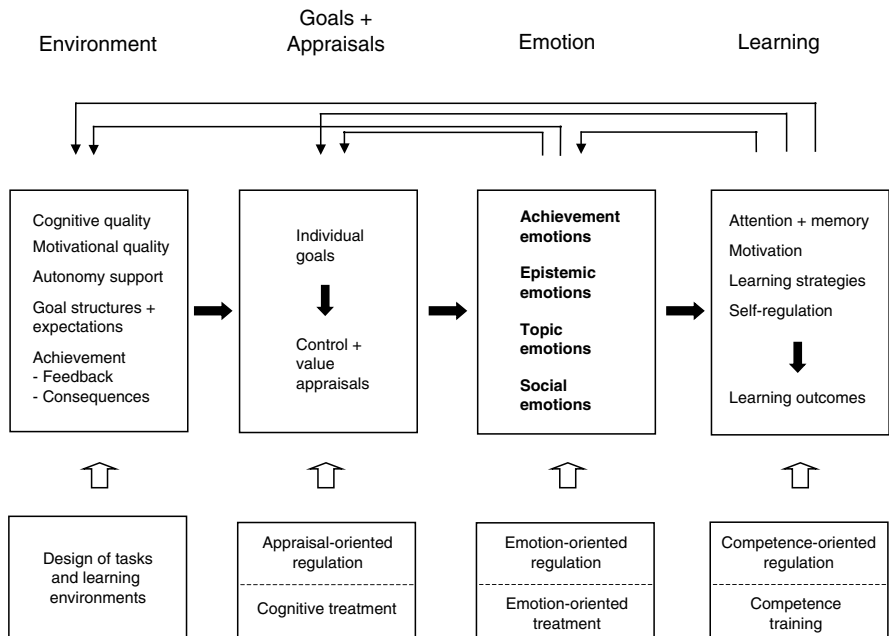 Environment
Goals +
Appraisals
Emotion
Learning
Cognitive quality
Motivational quality
Autonomy support
Goal structures +
expectations
Achievement
- Feedback
- Consequences
Individual
goals
Control +
value
appraisals
Achievement
emotions
Epistemic
emotions
Topic
emotions
Social
emotions
Attention + memory
Motivation
Learning strategies
Self-regulation
Learning outcomes
Design of tasks
and learning
environments
Appraisal-oriented
regulation
Cognitive treatment
Emotion-oriented
regulation
Emotion-oriented
treatment
Competence-oriented
regulation
Competence
training